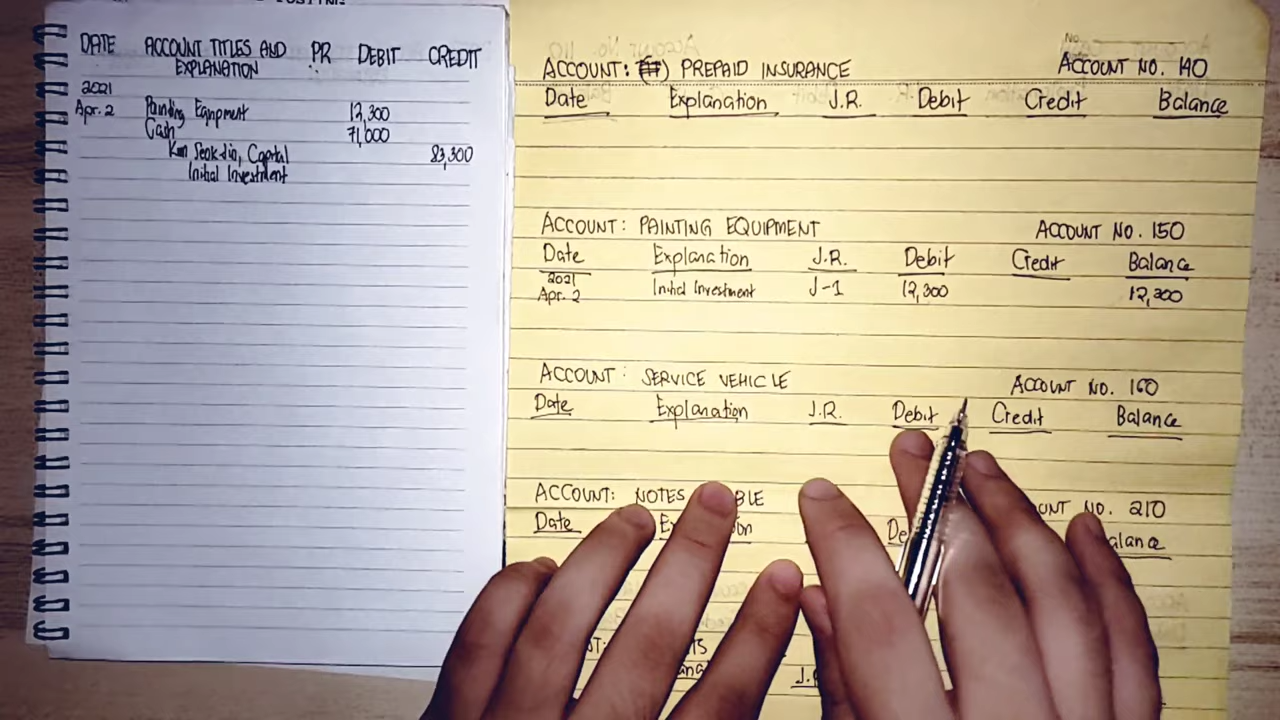 DATE ACCOUNT TITLES AND EXPLANATION PR DEBIT CREDIT
2021
Apr. 2 Painting Equipment 12,300
Cash 71,000
Kim Seok-jin, Capital 83,300
Initial Investment
No.
ACCOUNT: PREPAID INSURANCE ACCOUNT NO. 140
Date Explanation J.R. Debit Credit Balance
ACCOUNT: PAINTING EQUIPMENT ACCOUNT NO. 150
Date Explanation J.R. Debit Credit Balance
2021
Apr. 2 Initial Investment J-1 12,300 12,300
ACCOUNT: SERVICE VEHICLE ACCOUNT NO. 160
Date Explanation J.R. Debit Credit Balance
ACCOUNT: NOTES NO. 210
Date
J.R.